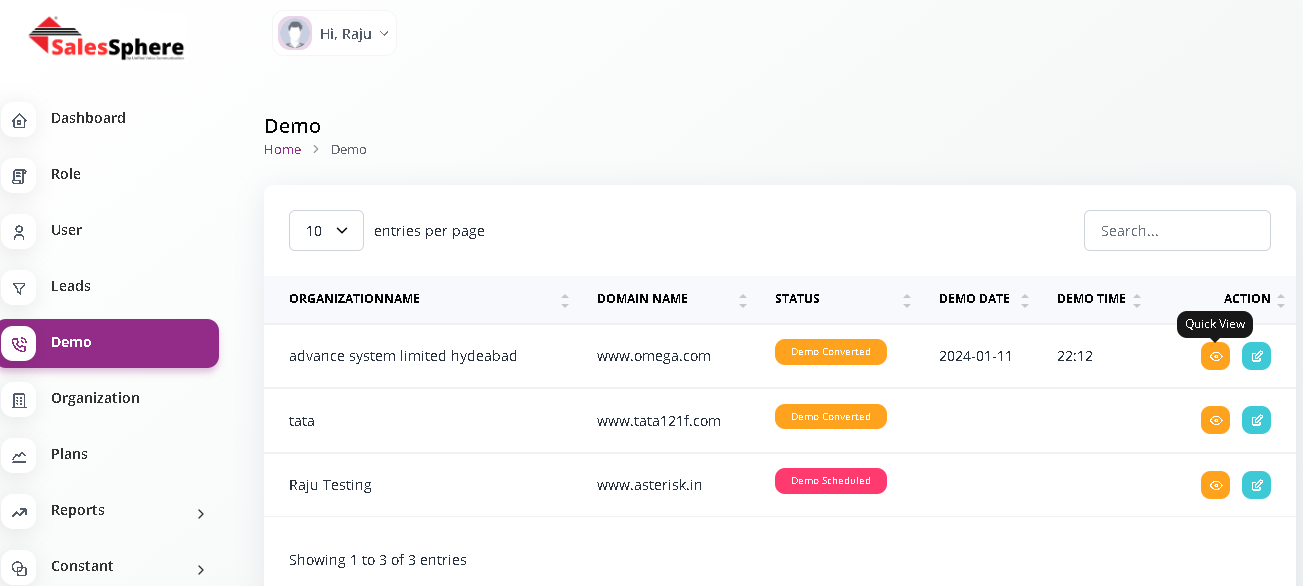 SalesSphere
Hi, Raju
Dashboard
Role
User
Leads
Demo
Organization
Plans
Reports
Constant
Demo
Home > Demo
10 entries per page
Search...
ORGANIZATIONNAME DOMAIN NAME STATUS DEMO DATE DEMO TIME ACTION
Quick View
advance system limited hydeabad www.omega.com Demo Converted 2024-01-11 22:12
tata www.tata121f.com Demo Converted
Raju Testing www.asterisk.in Demo Scheduled
Showing 1 to 3 of 3 entries